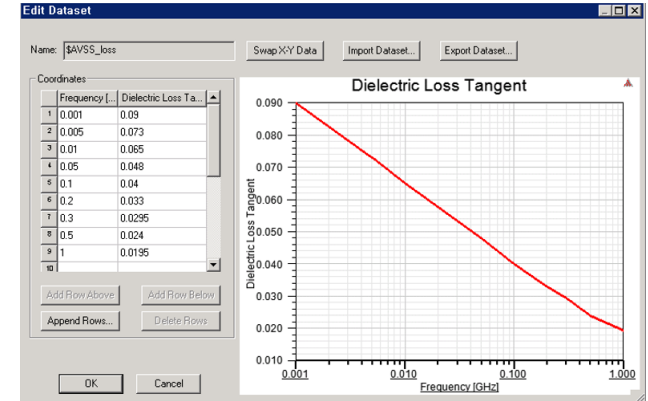 Edit Dataset
Name: $AVSS_loss
Swap X-Y Data
Import Dataset...
Export Dataset...
Coordinates
Frequency [... Dielectric Loss Ta...
1 0.001 0.09
2 0.005 0.073
3 0.01 0.065
4 0.05 0.048
5 0.1 0.04
6 0.2 0.033
7 0.3 0.0295
8 0.5 0.024
9 1 0.0195
10
Add Row Above
Add Row Below
Append Rows...
Delete Rows
OK
Cancel
Dielectric Loss Tangent
Dielectric Loss Tangent
0.090
0.080
0.070
0.060
0.050
0.040
0.030
0.020
0.010
0.001 0.010 0.100 1.000
Frequency [GHz]